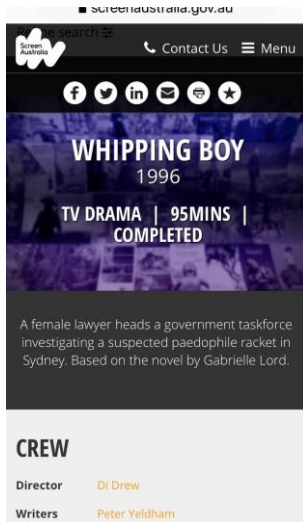 screenaustralia.gov.au
Refine search
Screen
Australia
Contact Us Menu
WHIPPING BOY
1996
TV DRAMA | 95MINS |
COMPLETED
A female lawyer heads a government taskforce
investigating a suspected paedophile racket in
Sydney. Based on the novel by Gabrielle Lord.
CREW
Director Di Drew
Writers Peter Yeldham